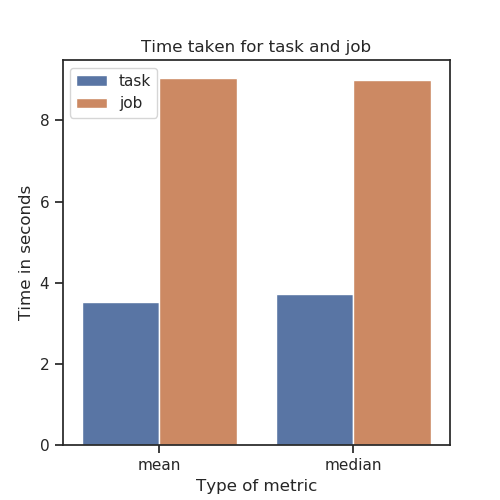 Time taken for task and job
task
job
8
6
4
2
0
Time in seconds
mean
median
Type of metric